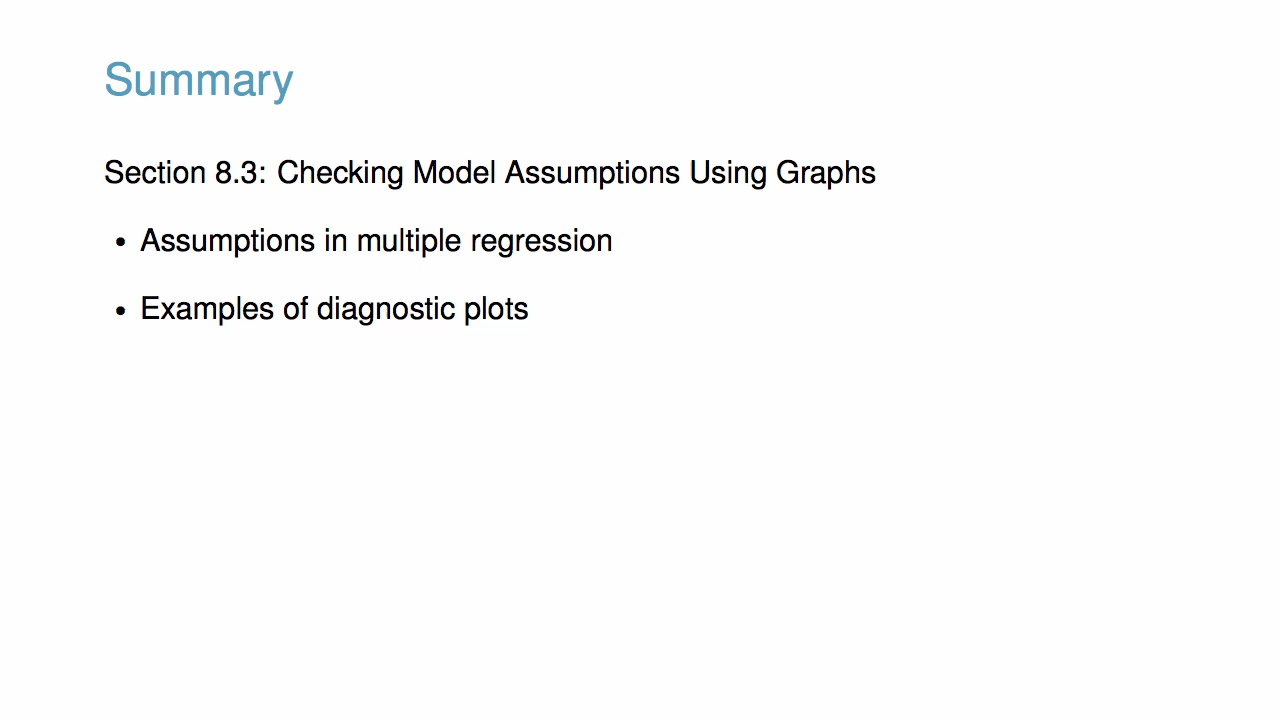 Summary
Section 8.3: Checking Model Assumptions Using Graphs
• Assumptions in multiple regression
• Examples of diagnostic plots